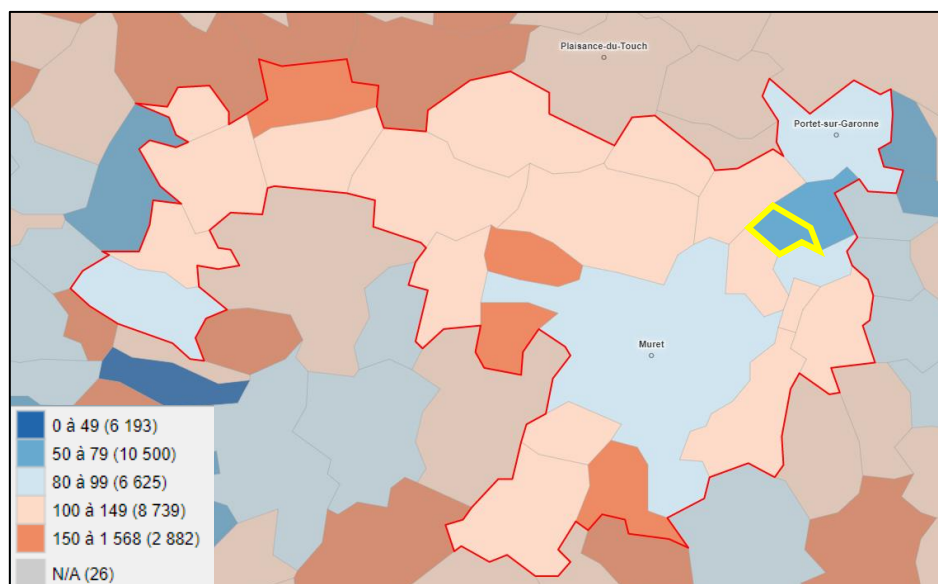 Plaisance-du-Touch
Portet-sur-Garonne
Muret
0 à 49 (6 193)
50 à 79 (10 500)
80 à 99 (6 625)
100 à 149 (8 739)
150 à 1 568 (2 882)
N/A (26)